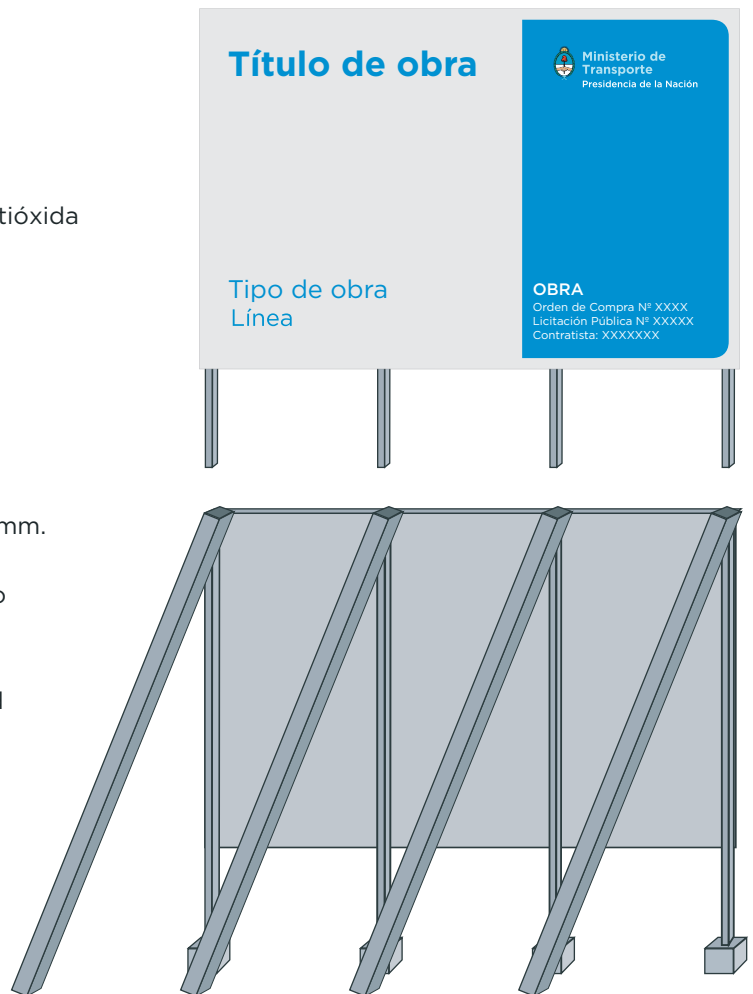 Título de obra
Ministerio de
Transporte
Presidencia de la Nación
tióxida
Tipo de obra
Línea
OBRA
Orden de Compra Nº XXXX
Licitación Pública Nº XXXXX
Contratista: XXXXXXX
mm.